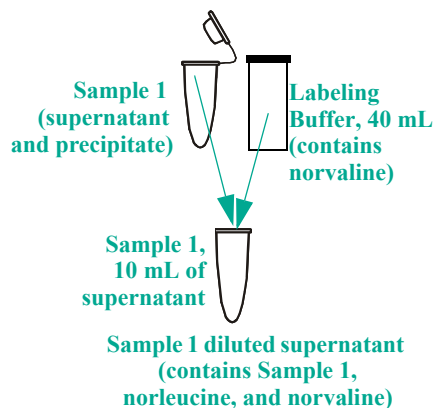 Sample 1
(supernatant
and precipitate)
Labeling
Buffer, 40 mL
(contains
norvaline)
Sample 1,
10 mL of
supernatant
Sample 1 diluted supernatant
(contains Sample 1,
norleucine, and norvaline)